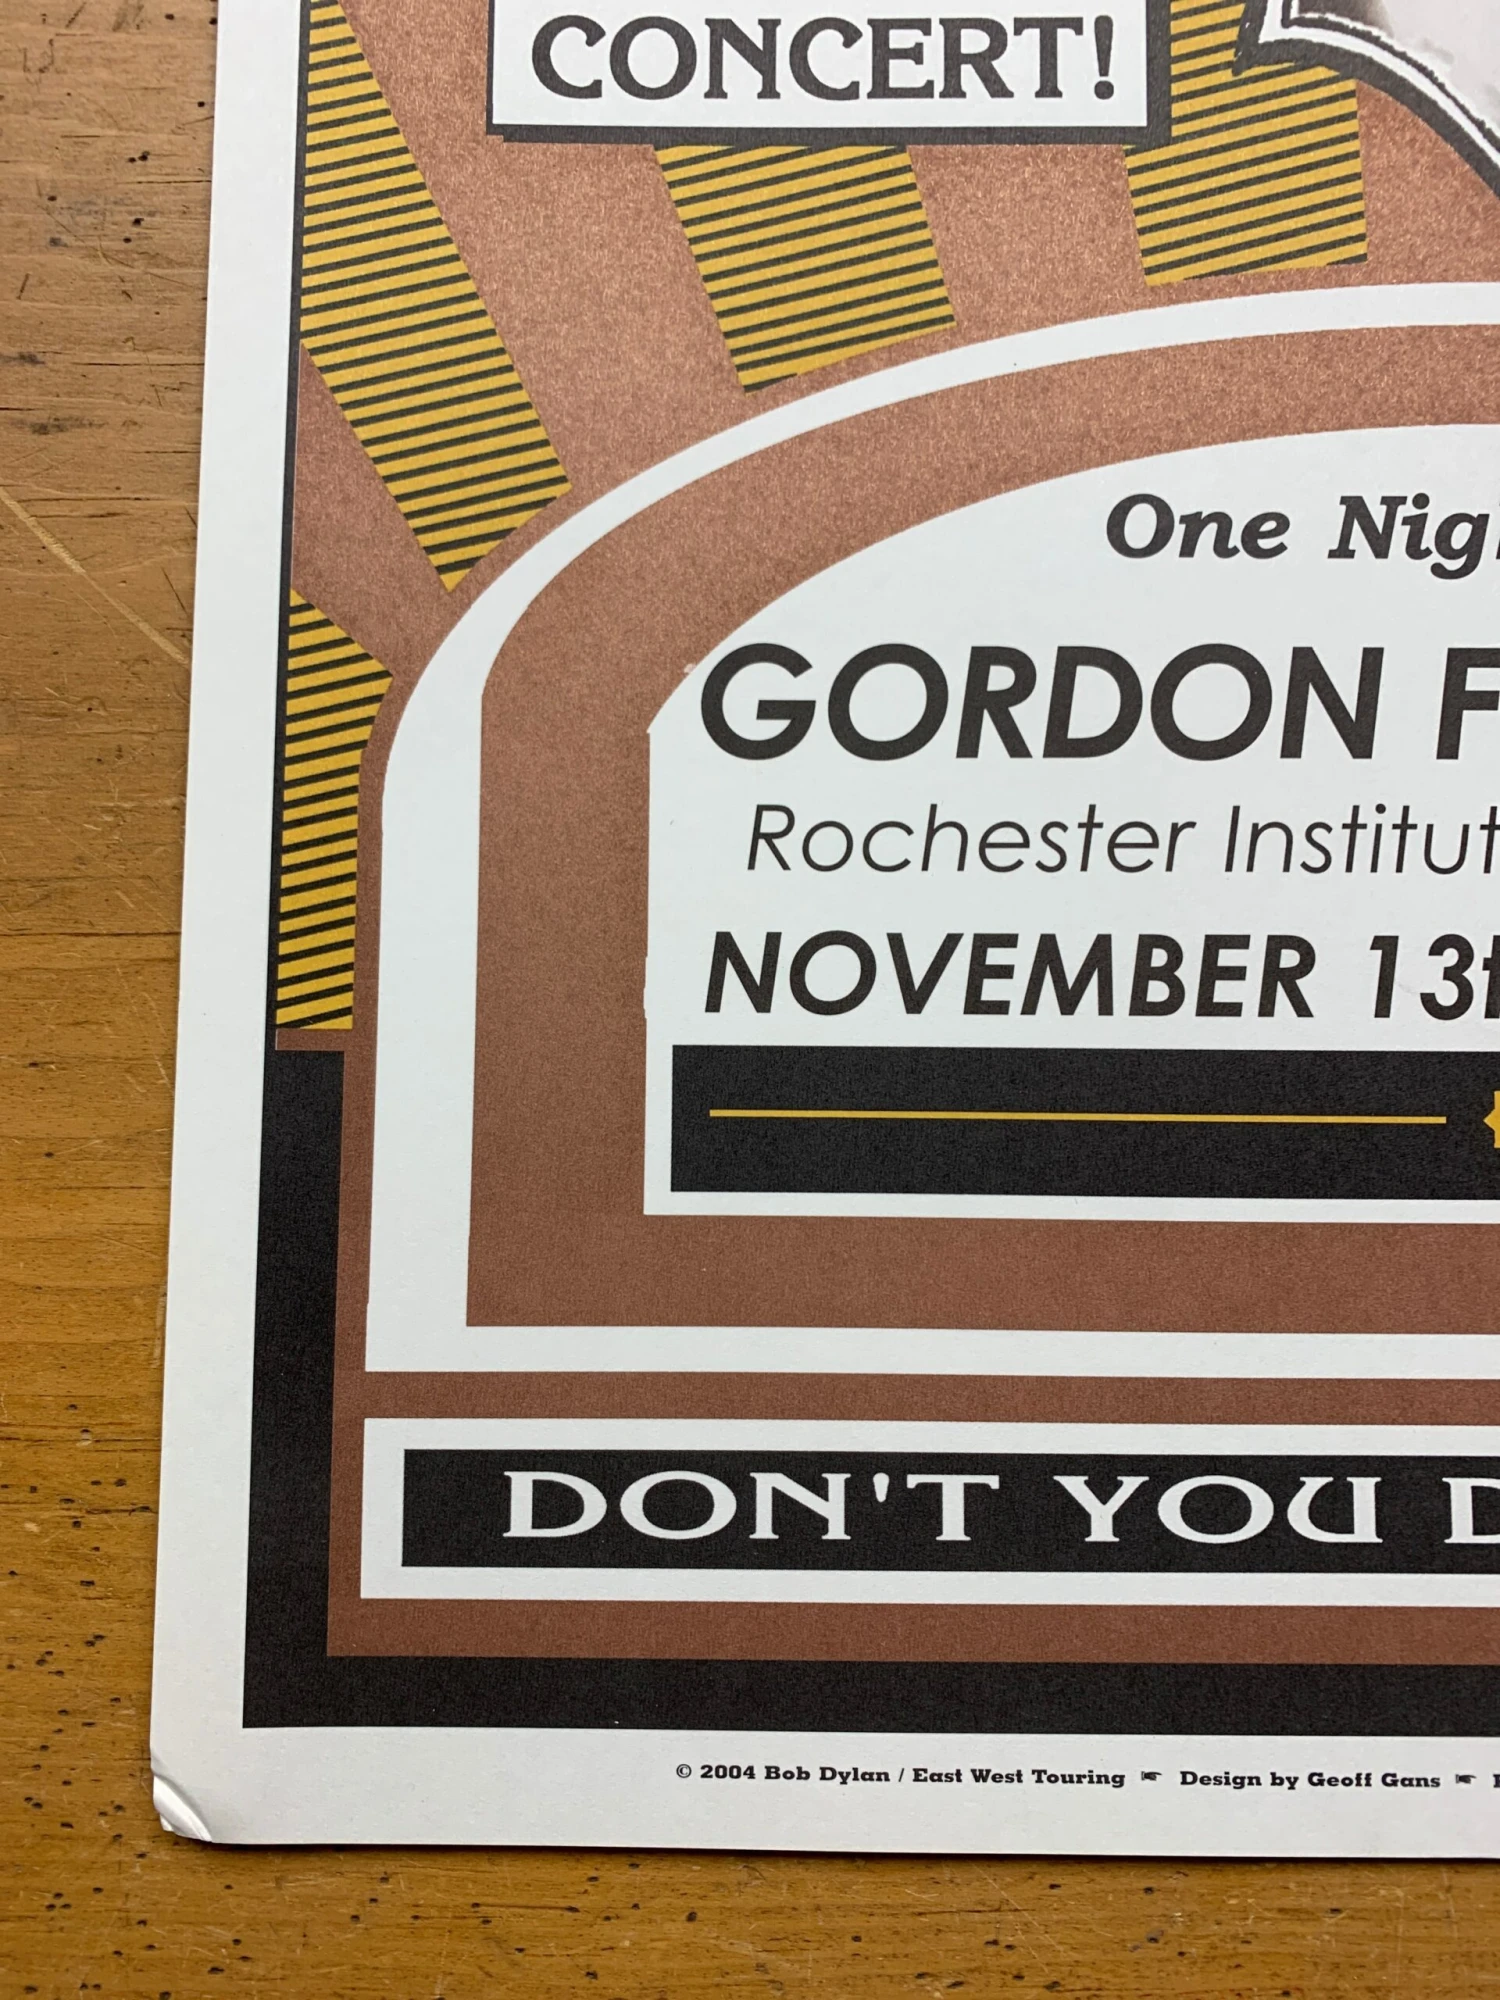 CONCERT!
One Nig
GORDON F
Rochester Institut
NOVEMBER 13t
DON'T YOU D
© 2004 Bob Dylan / East West Touring ☛ Design by Geoff Gans ☛